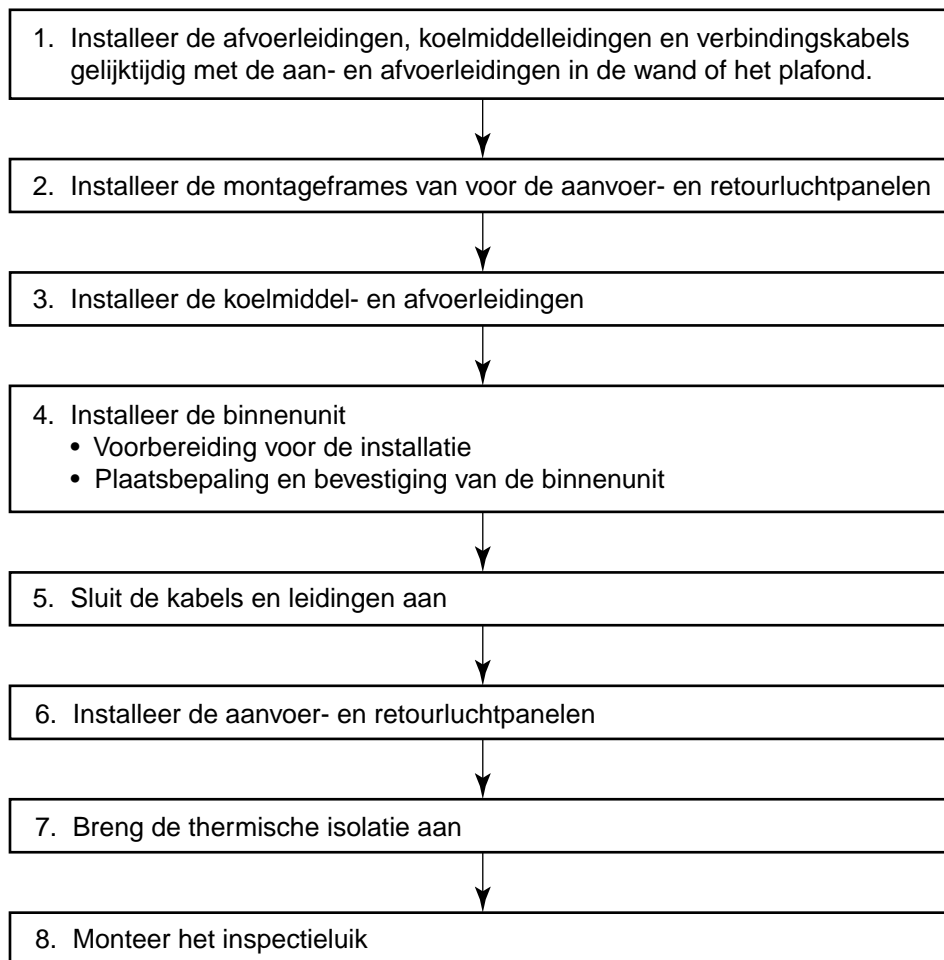 1. Installeer de afvoerleidingen, koelmiddelleidingen en verbindingskabels
gelijktijdig met de aan- en afvoerleidingen in de wand of het plafond.
2. Installeer de montageframes van voor de aanvoer- en retourluchtpanelen
3. Installeer de koelmiddel- en afvoerleidingen
4. Installeer de binnenunit
• Voorbereiding voor de installatie
• Plaatsbepaling en bevestiging van de binnenunit
5. Sluit de kabels en leidingen aan
6. Installeer de aanvoer- en retourluchtpanelen
7. Breng de thermische isolatie aan
8. Monteer het inspectieluik